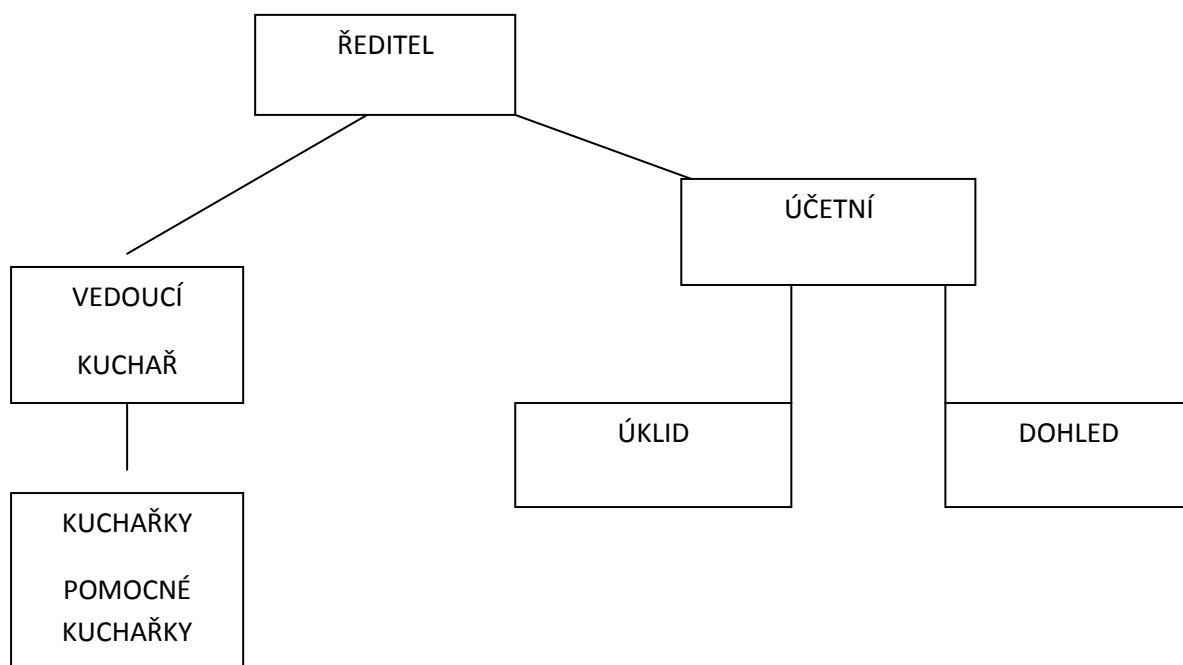 ŘEDITEL
ÚČETNÍ
VEDOUCÍ
KUCHAŘ
ÚKLID
DOHLED
KUCHAŘKY
POMOCNÉ
KUCHAŘKY